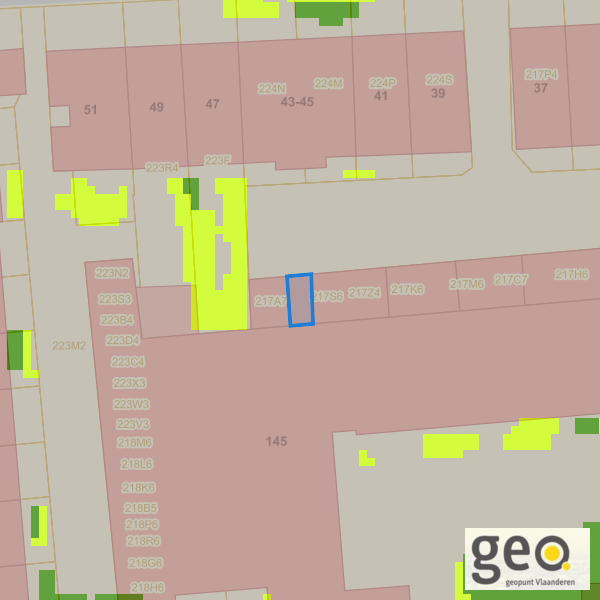 217P4
224M
224S
224P
224N
37
39
41
43-45
47
49
51
223F
223R4
223N2
217H6
217C7
217M6
217K6
217Z4
217S6
217A7
223S3
223B4
223D4
223M2
223C4
223X3
223W3
223V3
218M6
145
218L6
218K6
218B5
218P6
218R6
218G6
218H6
geo.
geopunt Vlaanderen